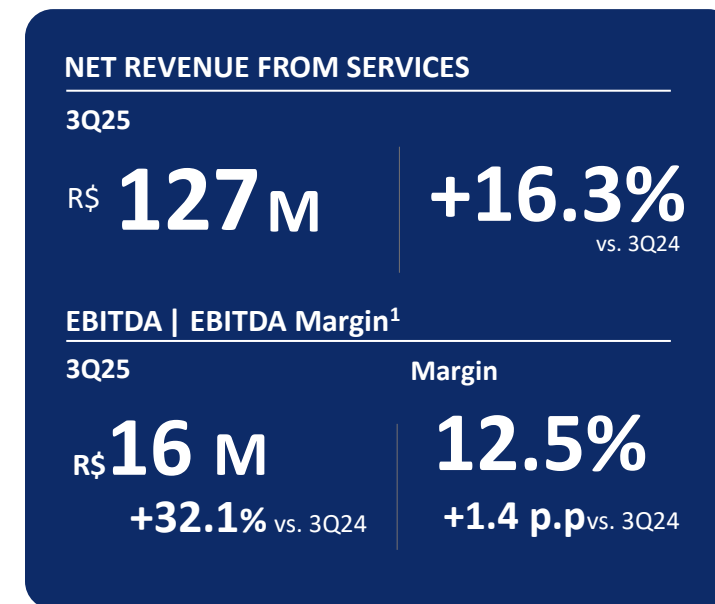 NET REVENUE FROM SERVICES
3Q25
R$ 127 M
+16.3%
vs. 3Q24
EBITDA | EBITDA Margin¹
3Q25
R$ 16 M
+32.1% vs. 3Q24
Margin
12.5%
+1.4 p.p vs. 3Q24